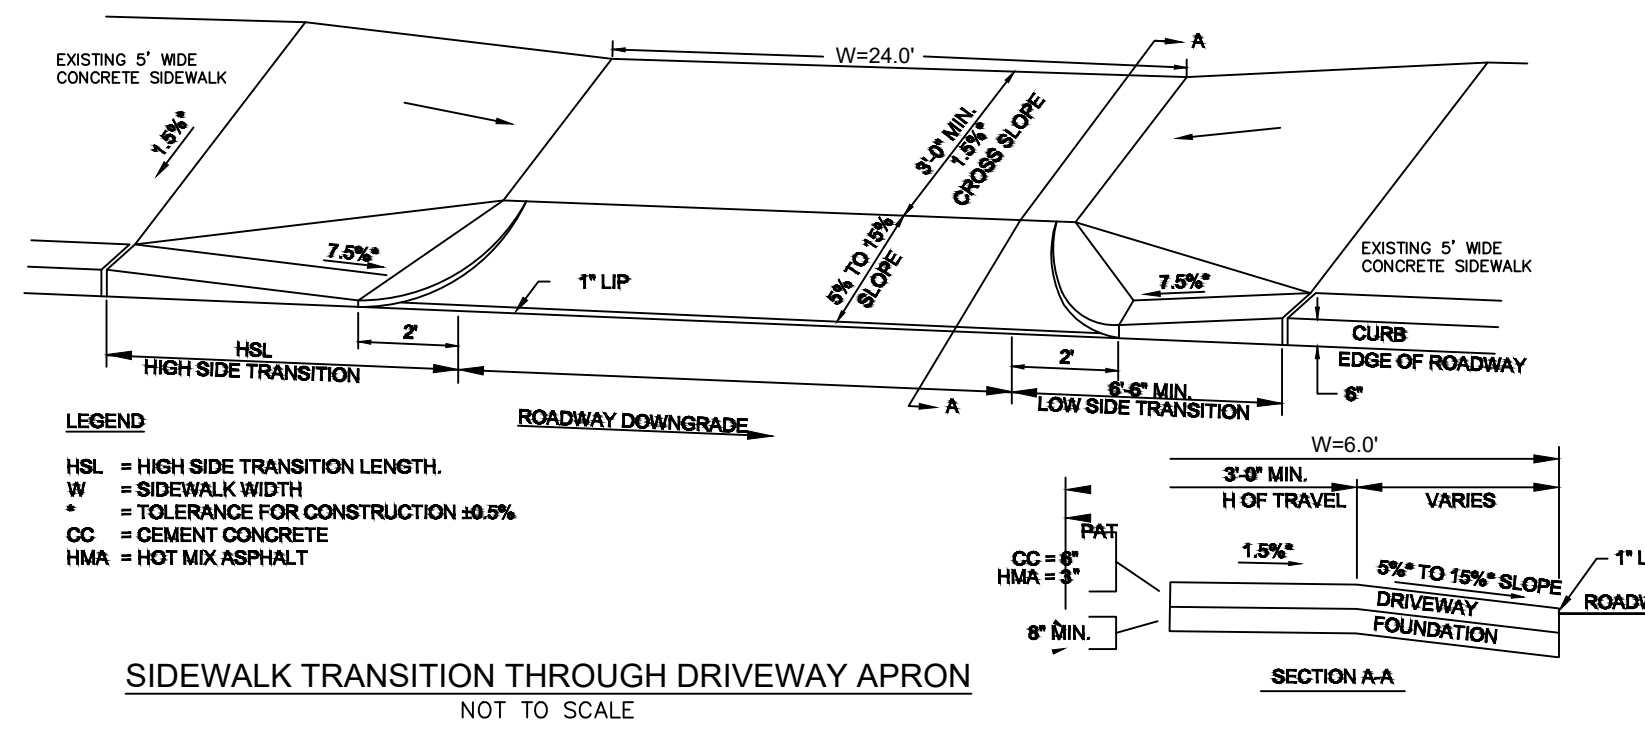 EXISTING 5' WIDE
CONCRETE SIDEWALK
1.5%*
W=24.0'
A
3'-0" MIN.
1.5%*
CROSS SLOPE
5% TO 15%
SLOPE
7.5%*
1" LIP
7.5%*
EXISTING 5' WIDE
CONCRETE SIDEWALK
CURB
EDGE OF ROADWAY
6"
2'
HSL
HIGH SIDE TRANSITION
2'
6'-6" MIN.
LOW SIDE TRANSITION
A
ROADWAY DOWNGRADE
LEGEND
HSL = HIGH SIDE TRANSITION LENGTH.
W = SIDEWALK WIDTH
* = TOLERANCE FOR CONSTRUCTION ±0.5%
CC = CEMENT CONCRETE
HMA = HOT MIX ASPHALT
W=6.0'
3'-0" MIN.
H OF TRAVEL
VARIES
PAT
CC = 6"
HMA = 3"
8" MIN.
1.5%*
5%* TO 15%* SLOPE
1" L
DRIVEWAY
ROADW
FOUNDATION
SECTION A-A
SIDEWALK TRANSITION THROUGH DRIVEWAY APRON
NOT TO SCALE